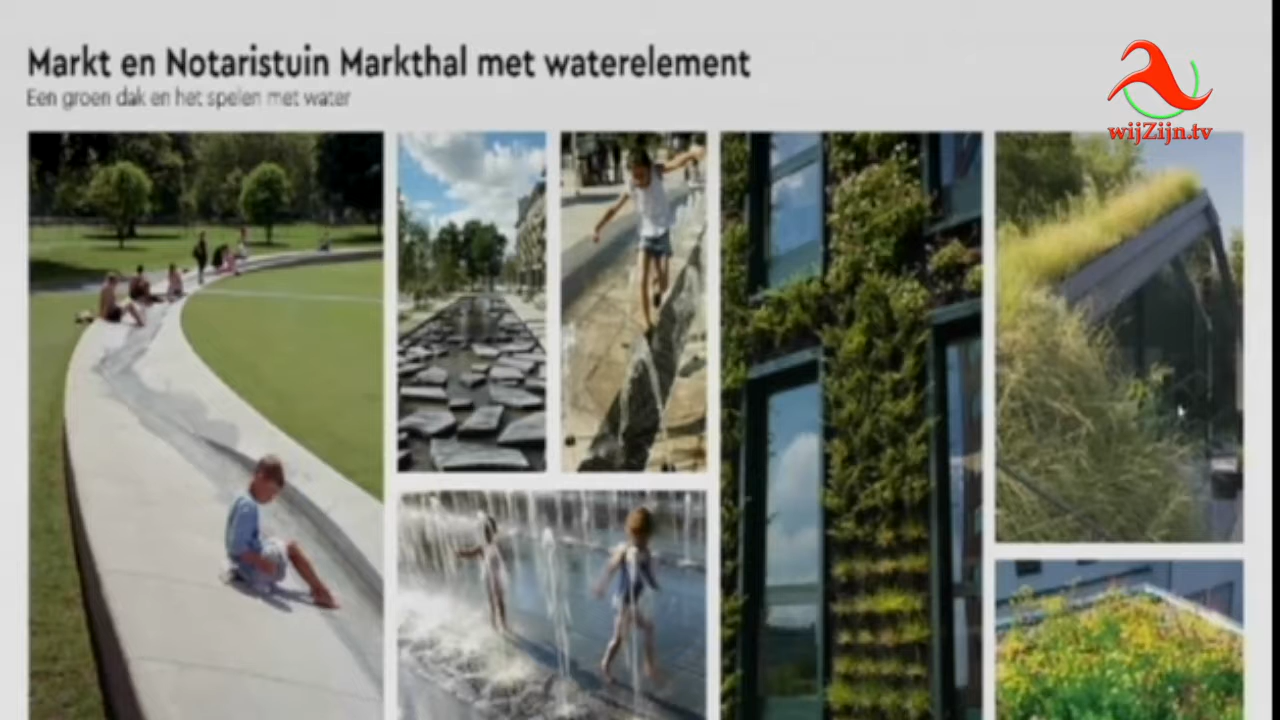 Markt en Notaristuin Markthal met waterelement
Een groen dak en het spelen met water
wijZijn.tv